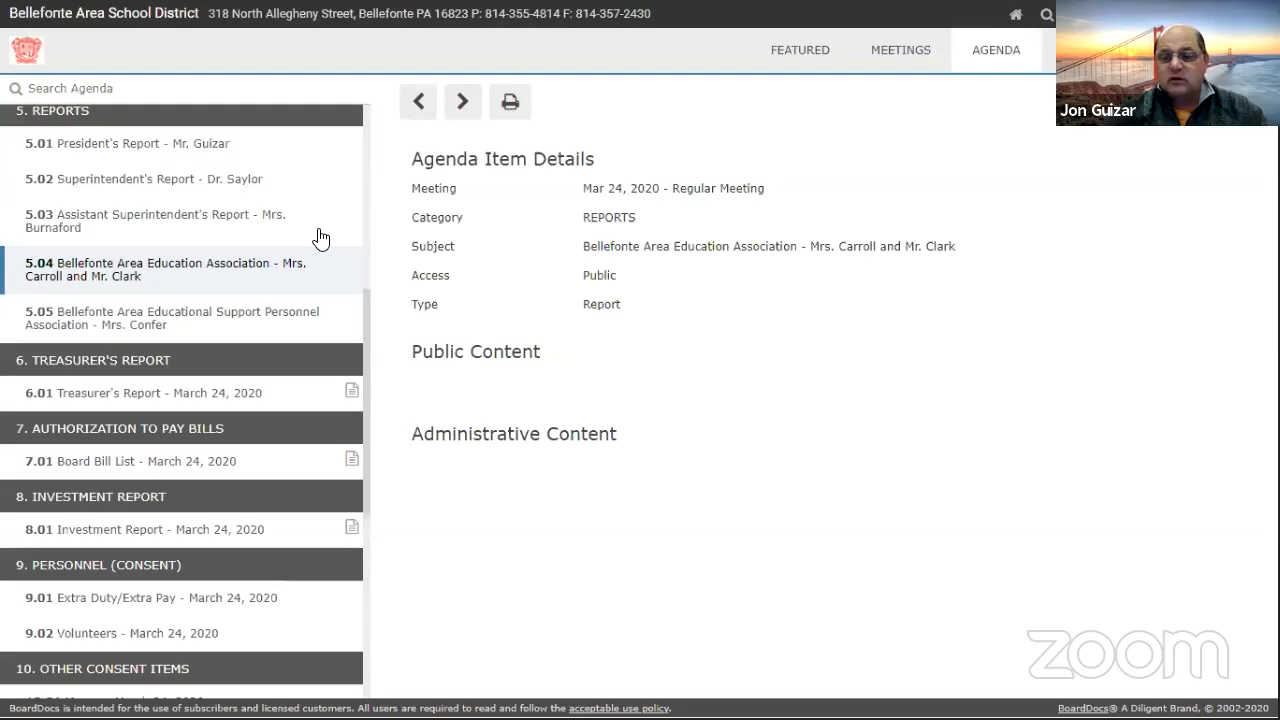 Bellefonte Area School District 318 North Allegheny Street, Bellefonte PA 16823 P: 814-355-4814 F: 814-357-2430
FEATURED MEETINGS AGENDA
Jon Guizar
Search Agenda
5. REPORTS
5.01 President's Report - Mr. Guizar
5.02 Superintendent's Report - Dr. Saylor
5.03 Assistant Superintendent's Report - Mrs.
Burnaford
5.04 Bellefonte Area Education Association - Mrs.
Carroll and Mr. Clark
5.05 Bellefonte Area Educational Support Personnel
Association - Mrs. Confer
6. TREASURER'S REPORT
6.01 Treasurer's Report - March 24, 2020
7. AUTHORIZATION TO PAY BILLS
7.01 Board Bill List - March 24, 2020
8. INVESTMENT REPORT
8.01 Investment Report - March 24, 2020
9. PERSONNEL (CONSENT)
9.01 Extra Duty/Extra Pay - March 24, 2020
9.02 Volunteers - March 24, 2020
10. OTHER CONSENT ITEMS
Agenda Item Details
Meeting Mar 24, 2020 - Regular Meeting
Category REPORTS
Subject Bellefonte Area Education Association - Mrs. Carroll and Mr. Clark
Access Public
Type Report
Public Content
Administrative Content
zoom
BoardDocs is intended for the use of subscribers and licensed customers. All users are required to read and follow the acceptable use policy.
BoardDocs® A Diligent Brand, © 2002-2020